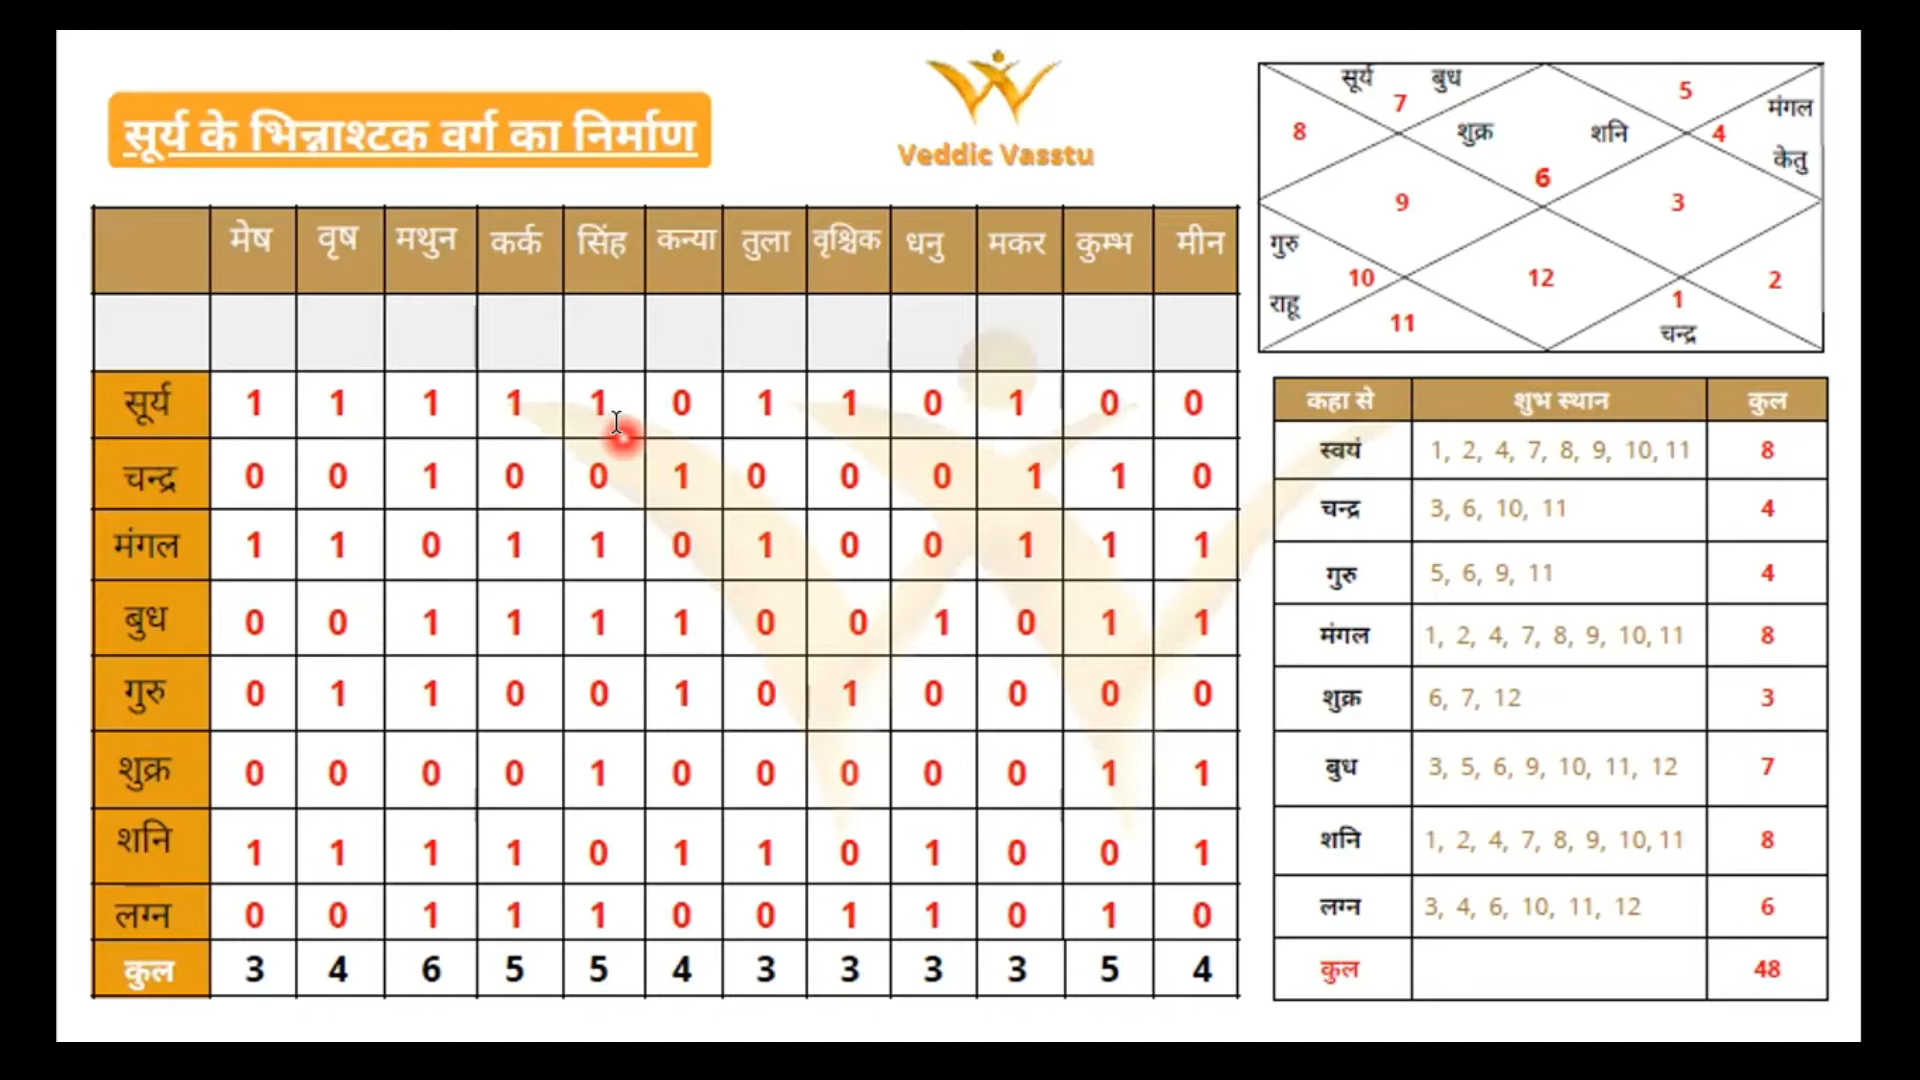 सूर्य के भिन्नाश्टक वर्ग का निर्माण
Veddic Vasstu
मेष वृष मथुन कर्क सिंह कन्या तुला वृश्चिक धनु मकर कुम्भ मीन
सूर्य 1 1 1 1 1 0 1 1 0 1 0 0
चन्द्र 0 0 1 0 0 1 0 0 0 1 1 0
मंगल 1 1 0 1 1 0 1 0 0 1 1 1
बुध 0 0 1 1 1 1 0 0 1 0 1 1
गुरु 0 1 1 0 0 1 0 1 0 0 0 0
शुक्र 0 0 0 0 1 0 0 0 0 0 1 1
शनि 1 1 1 1 0 1 1 0 1 0 0 1
लग्न 0 0 1 1 1 0 0 1 1 0 1 0
कुल 3 4 6 5 5 4 3 3 3 3 5 4
सूर्य बुध
7
5
मंगल
8
शुक्र
शनि
4
केतु
6
9
3
गुरु
10
12
2
राहू
11
1
चन्द्र
कहा से शुभ स्थान कुल
स्वयं 1, 2, 4, 7, 8, 9, 10, 11 8
चन्द्र 3, 6, 10, 11 4
गुरु 5, 6, 9, 11 4
मंगल 1, 2, 4, 7, 8, 9, 10, 11 8
शुक्र 6, 7, 12 3
बुध 3, 5, 6, 9, 10, 11, 12 7
शनि 1, 2, 4, 7, 8, 9, 10, 11 8
लग्न 3, 4, 6, 10, 11, 12 6
कुल 48